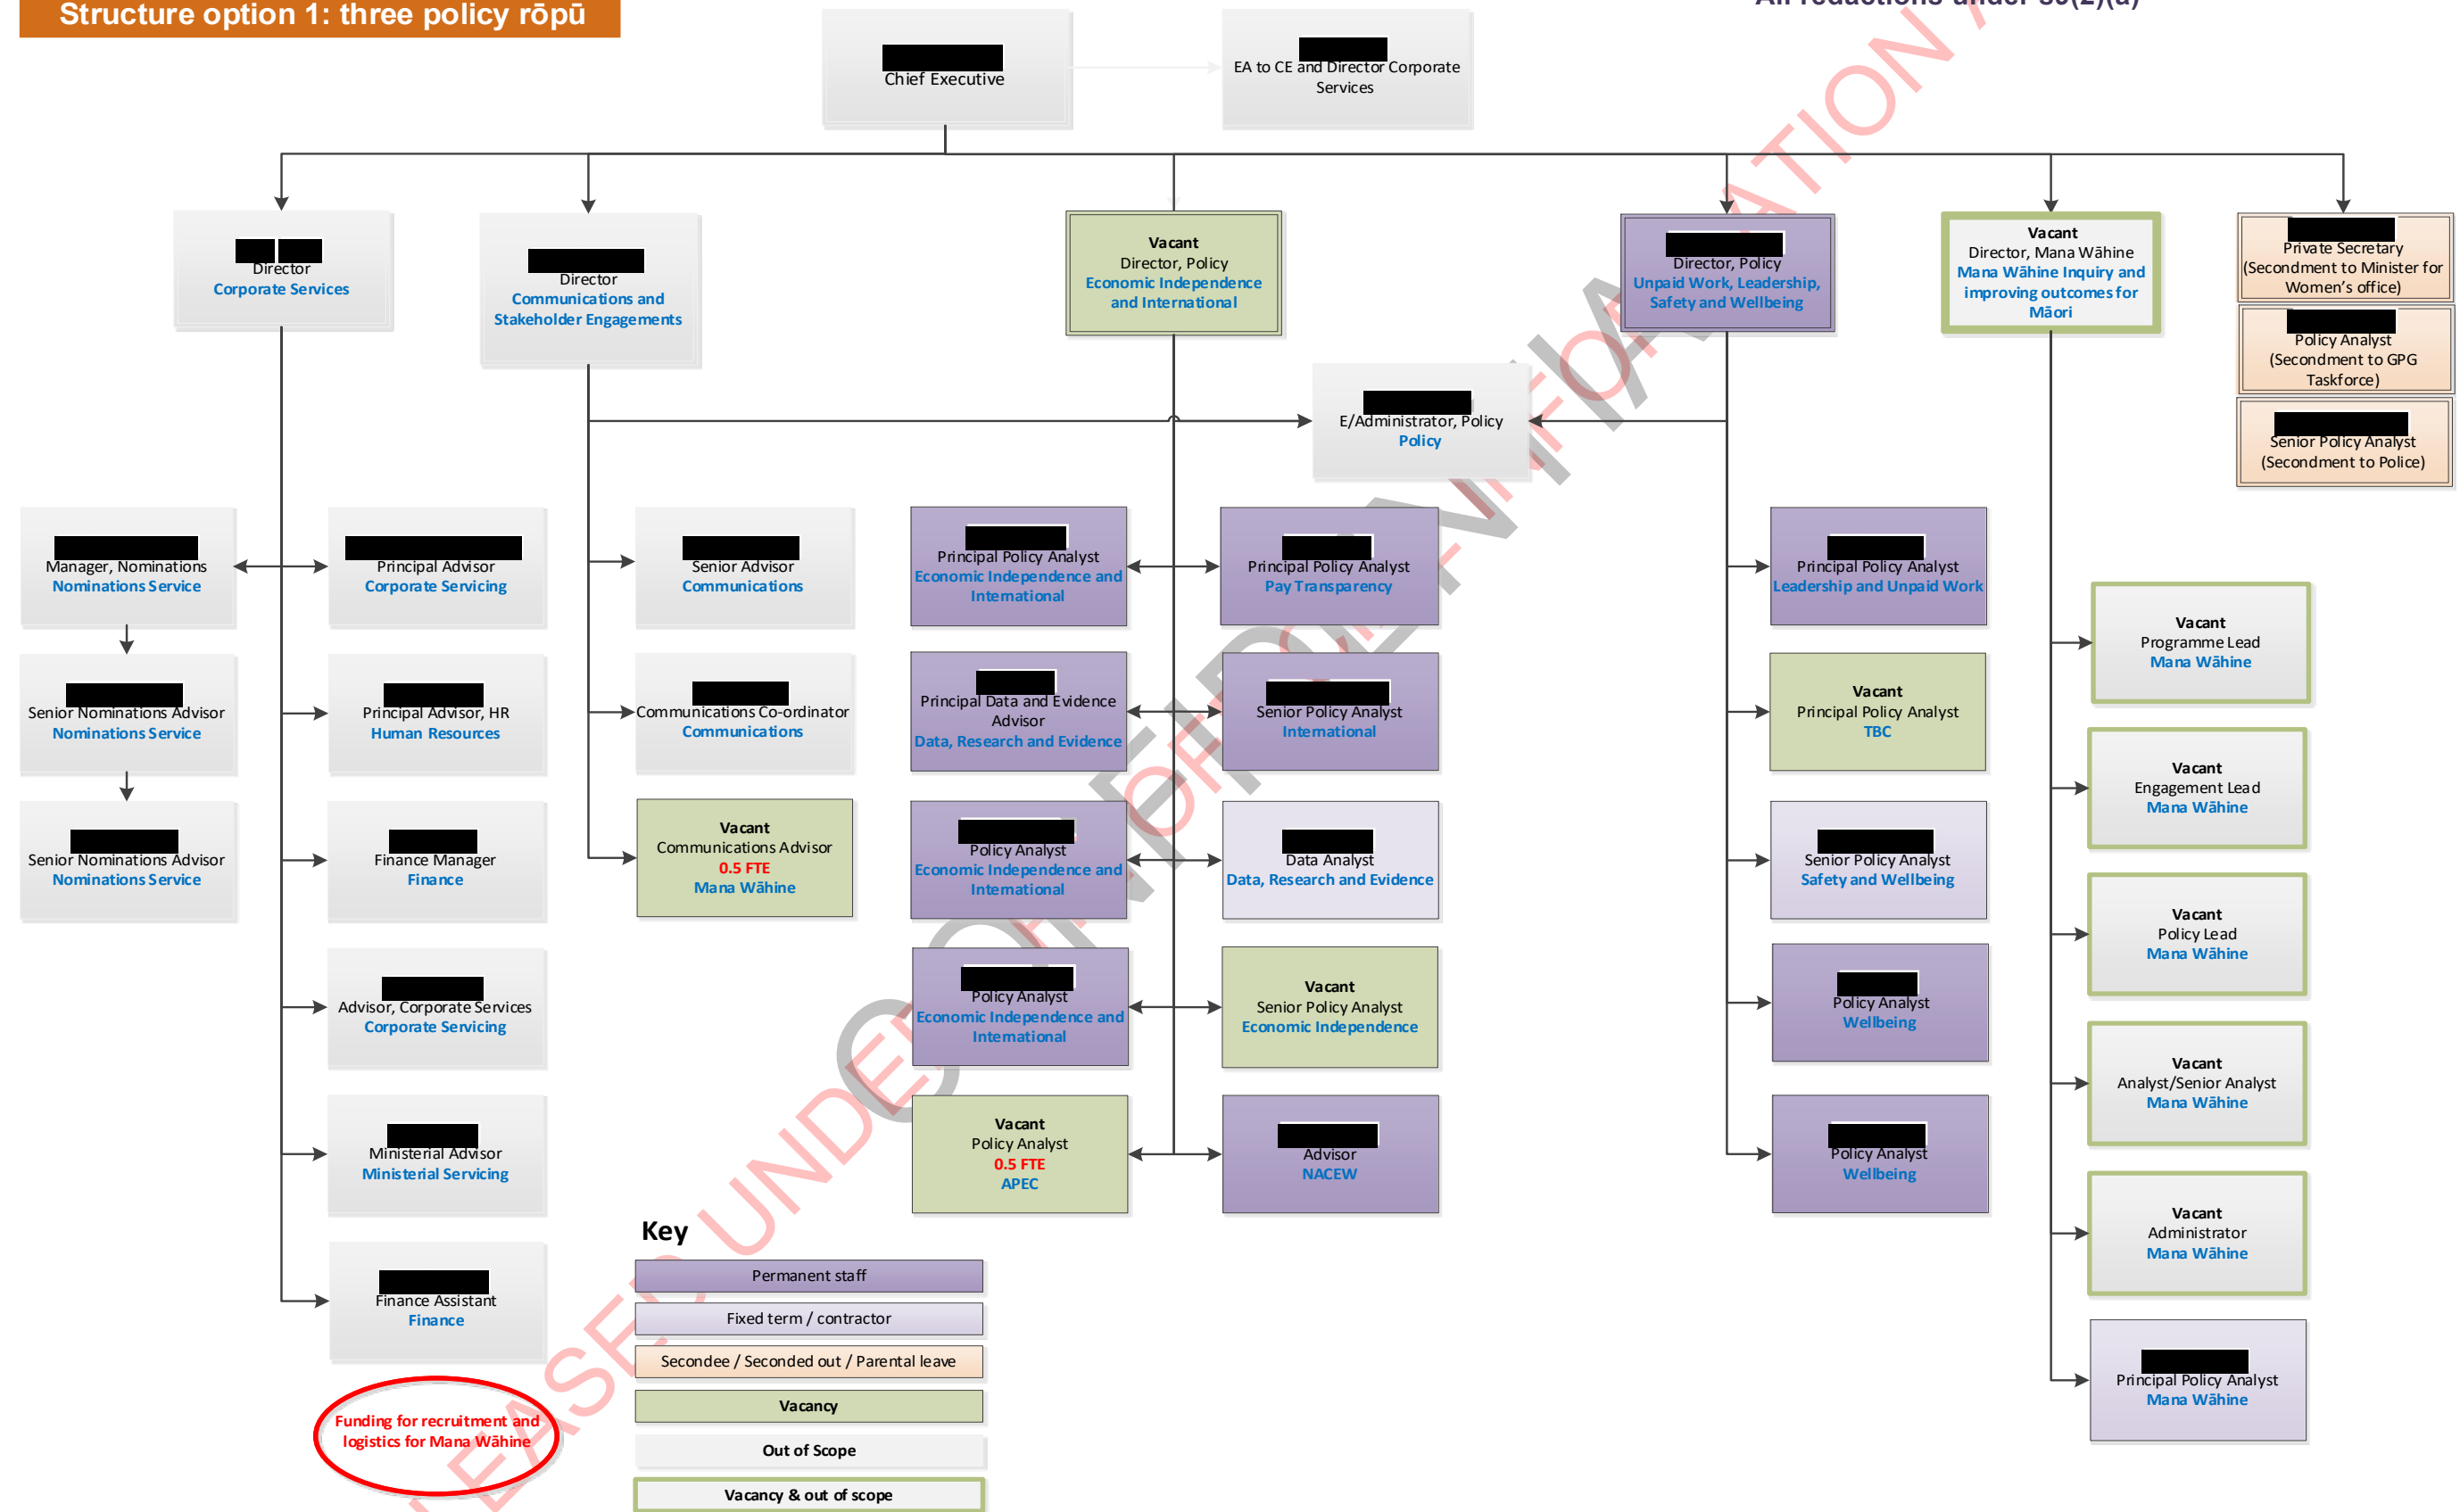 Structure option 1: three policy rōpū
All redactions under s9(2)(a)
Chief Executive
EA to CE and Director Corporate
Services
Director
Corporate Services
Director
Communications and
Stakeholder Engagements
Vacant
Director, Policy
Economic Independence
and International
Director, Policy
Unpaid Work, Leadership,
Safety and Wellbeing
Vacant
Director, Mana Wāhine
Mana Wāhine Inquiry and
improving outcomes for
Māori
Private Secretary
(Secondment to Minister for
Women’s office)
Policy Analyst
(Secondment to GPG
Taskforce)
Senior Policy Analyst
(Secondment to Police)
E/Administrator, Policy
Policy
Manager, Nominations
Nominations Service
Senior Nominations Advisor
Nominations Service
Senior Nominations Advisor
Nominations Service
Principal Advisor
Corporate Servicing
Principal Advisor, HR
Human Resources
Finance Manager
Finance
Advisor, Corporate Services
Corporate Servicing
Ministerial Advisor
Ministerial Servicing
Finance Assistant
Finance
Senior Advisor
Communications
Communications Co-ordinator
Communications
Vacant
Communications Advisor
0.5 FTE
Mana Wāhine
Principal Policy Analyst
Economic Independence and
International
Principal Policy Analyst
Pay Transparency
Principal Data and Evidence
Advisor
Data, Research and Evidence
Senior Policy Analyst
International
Policy Analyst
Economic Independence and
International
Data Analyst
Data, Research and Evidence
Policy Analyst
Economic Independence and
International
Vacant
Senior Policy Analyst
Economic Independence
Vacant
Policy Analyst
0.5 FTE
APEC
Advisor
NACEW
Principal Policy Analyst
Leadership and Unpaid Work
Vacant
Principal Policy Analyst
TBC
Senior Policy Analyst
Safety and Wellbeing
Policy Analyst
Wellbeing
Policy Analyst
Wellbeing
Vacant
Programme Lead
Mana Wāhine
Vacant
Engagement Lead
Mana Wāhine
Vacant
Policy Lead
Mana Wāhine
Vacant
Analyst/Senior Analyst
Mana Wāhine
Vacant
Administrator
Mana Wāhine
Principal Policy Analyst
Mana Wāhine
Key
Permanent staff
Fixed term / contractor
Secondee / Seconded out / Parental leave
Vacancy
Out of Scope
Vacancy & out of scope
Funding for recruitment and
logistics for Mana Wāhine